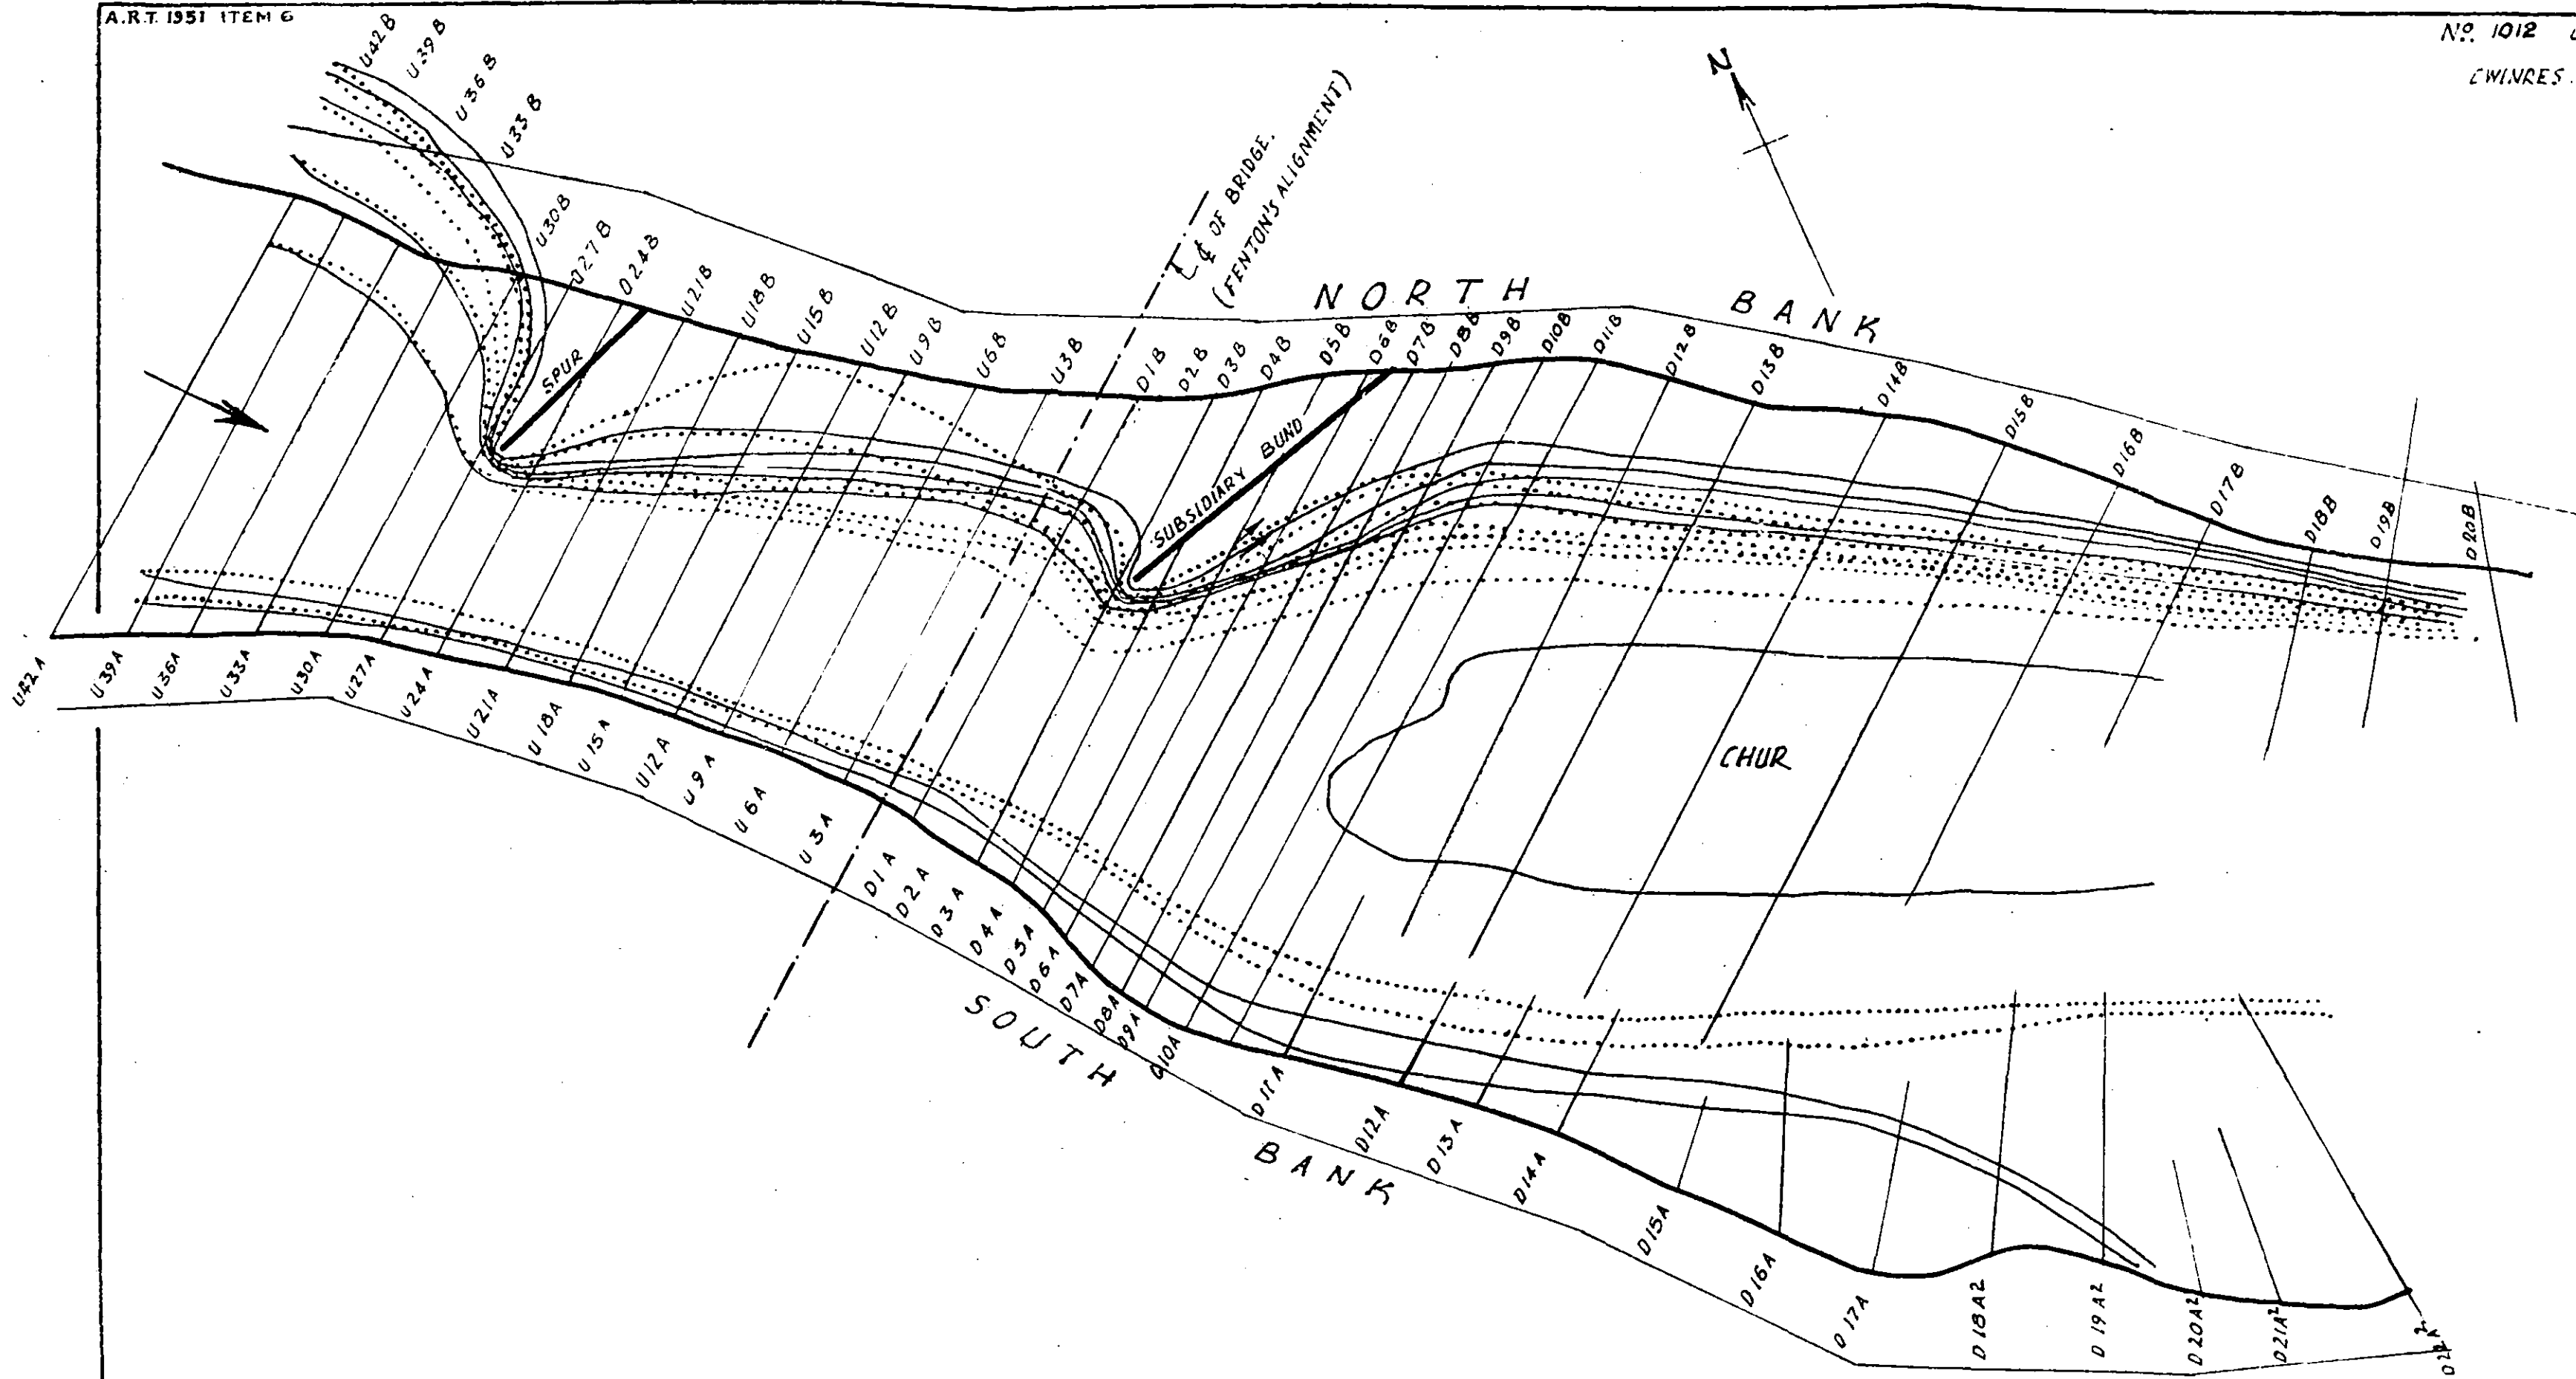 A.R.T. 1951 ITEM 6
Nº 1012
CWINRES.
N
U42B
U39B
U36B
U33B
U30B
U27B
U24B
U21B
U18B
U15B
U12B
U9B
U6B
U3B
℄ OF BRIDGE.
(FENTON'S ALIGNMENT)
D1B
D2B
D3B
D4B
D5B
D6B
D7B
D8B
D9B
D10B
D11B
D12B
D13B
D14B
D15B
D16B
D17B
D18B
D19B
D20B
NORTH BANK
SPUR
SUBSIDIARY BUND
CHUR
U42A
U39A
U36A
U33A
U30A
U27A
U24A
U21A
U18A
U15A
U12A
U9A
U6A
U3A
D1A
D2A
D3A
D4A
D5A
D6A
D7A
D8A
D9A
D10A
D11A
D12A
D13A
D14A
D15A
D16A
D17A
D18A2
D19A2
D20A2
D21A2
D22A2
SOUTH BANK